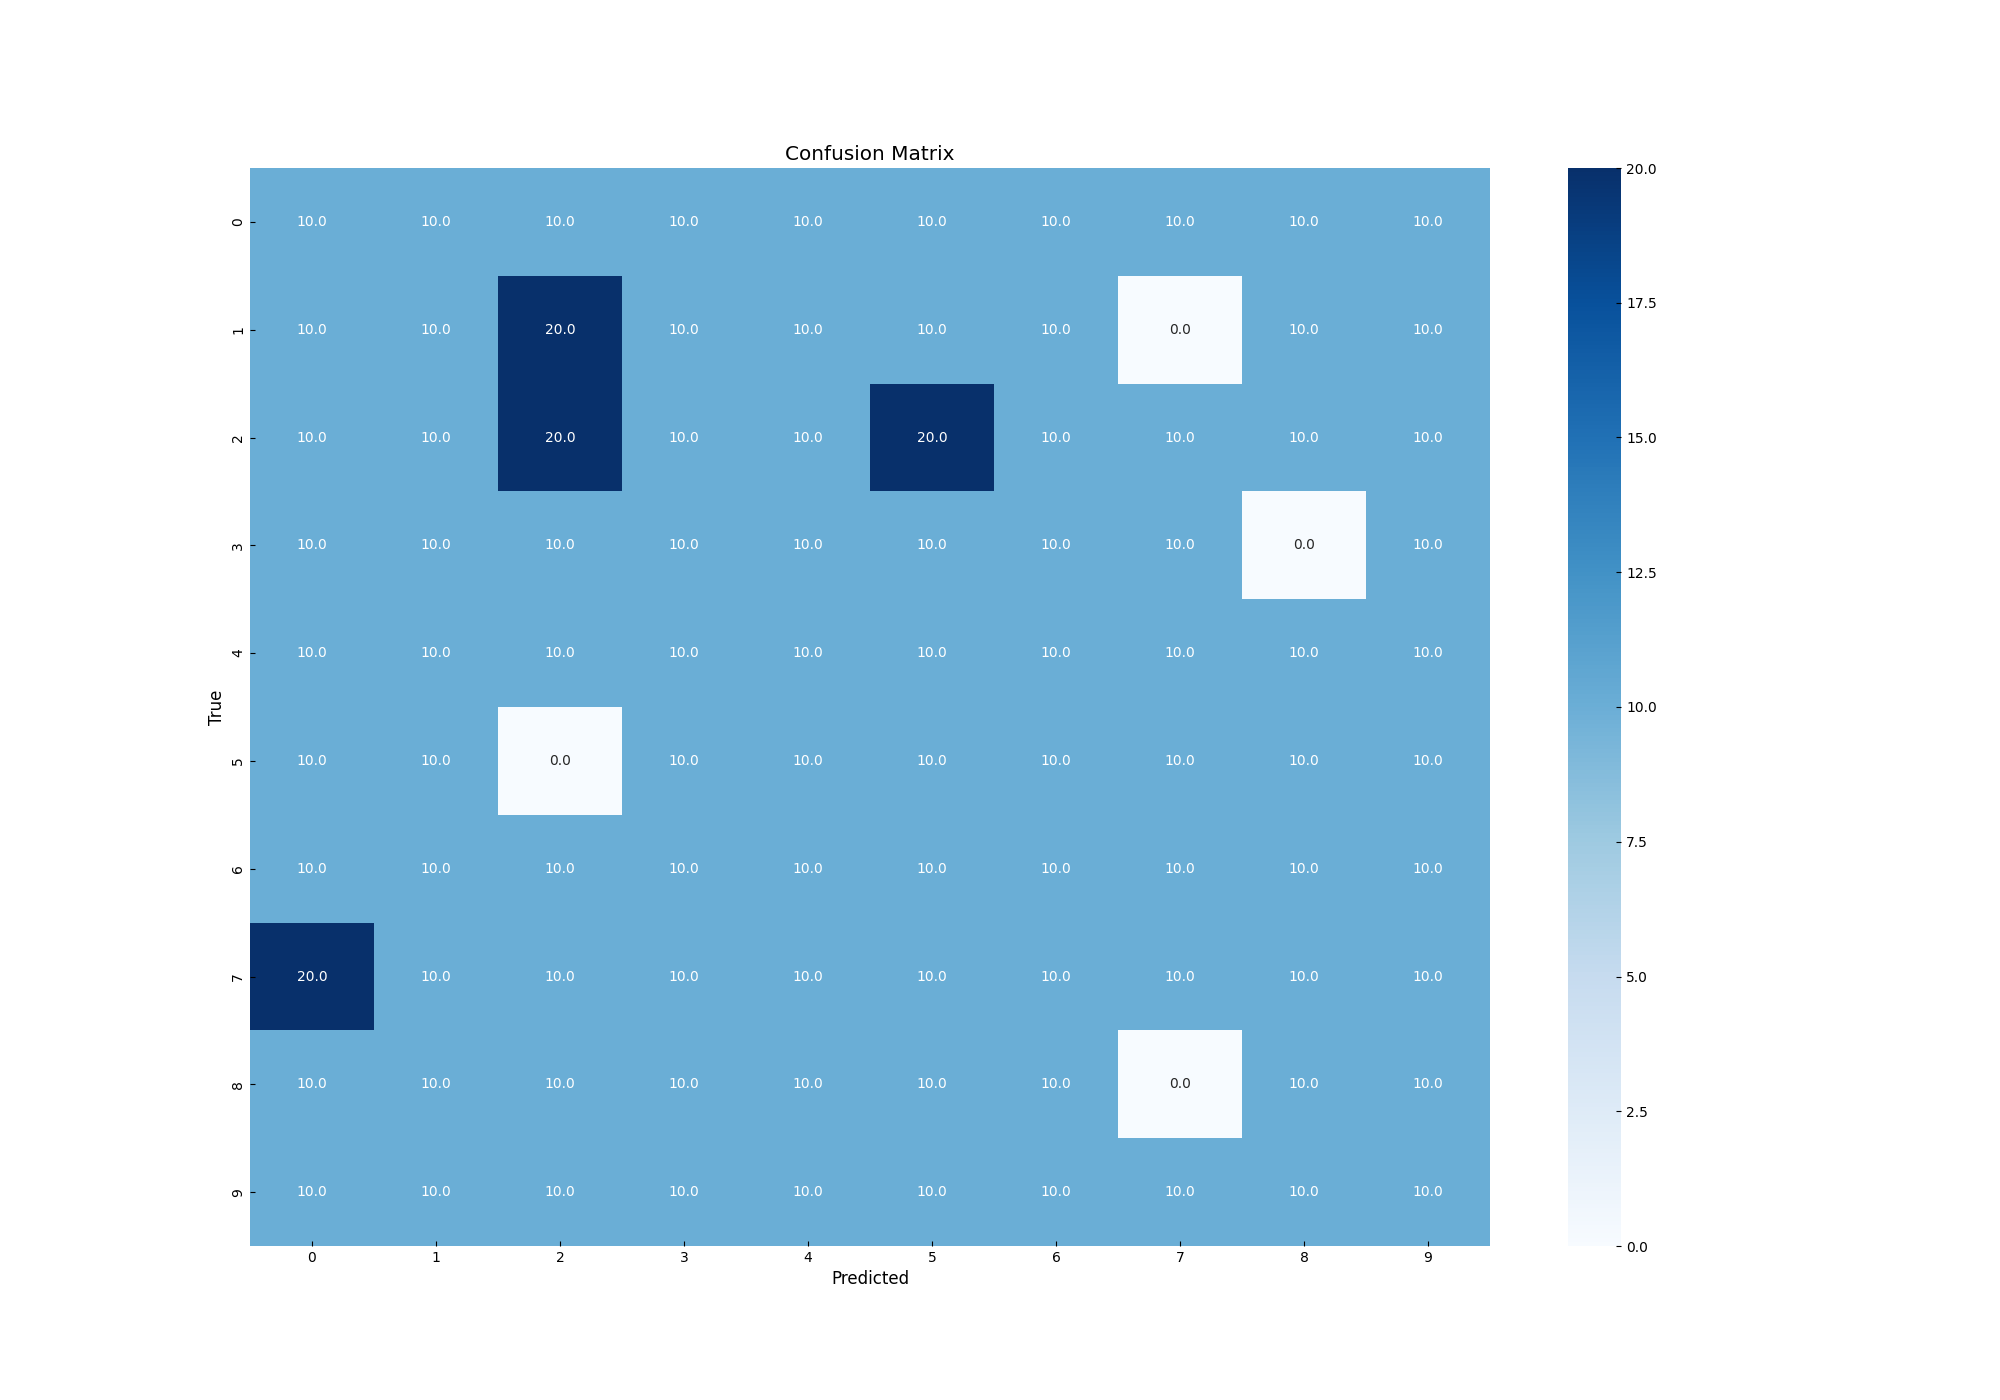 Confusion Matrix
0 10.0 10.0 10.0 10.0 10.0 10.0 10.0 10.0 10.0 10.0
1 10.0 10.0 20.0 10.0 10.0 10.0 10.0 0.0 10.0 10.0
2 10.0 10.0 20.0 10.0 10.0 20.0 10.0 10.0 10.0 10.0
3 10.0 10.0 10.0 10.0 10.0 10.0 10.0 10.0 0.0 10.0
4 10.0 10.0 10.0 10.0 10.0 10.0 10.0 10.0 10.0 10.0
5 10.0 10.0 0.0 10.0 10.0 10.0 10.0 10.0 10.0 10.0
6 10.0 10.0 10.0 10.0 10.0 10.0 10.0 10.0 10.0 10.0
7 20.0 10.0 10.0 10.0 10.0 10.0 10.0 10.0 10.0 10.0
8 10.0 10.0 10.0 10.0 10.0 10.0 10.0 0.0 10.0 10.0
9 10.0 10.0 10.0 10.0 10.0 10.0 10.0 10.0 10.0 10.0
0 1 2 3 4 5 6 7 8 9
Predicted
True
20.0
17.5
15.0
12.5
10.0
7.5
5.0
2.5
0.0